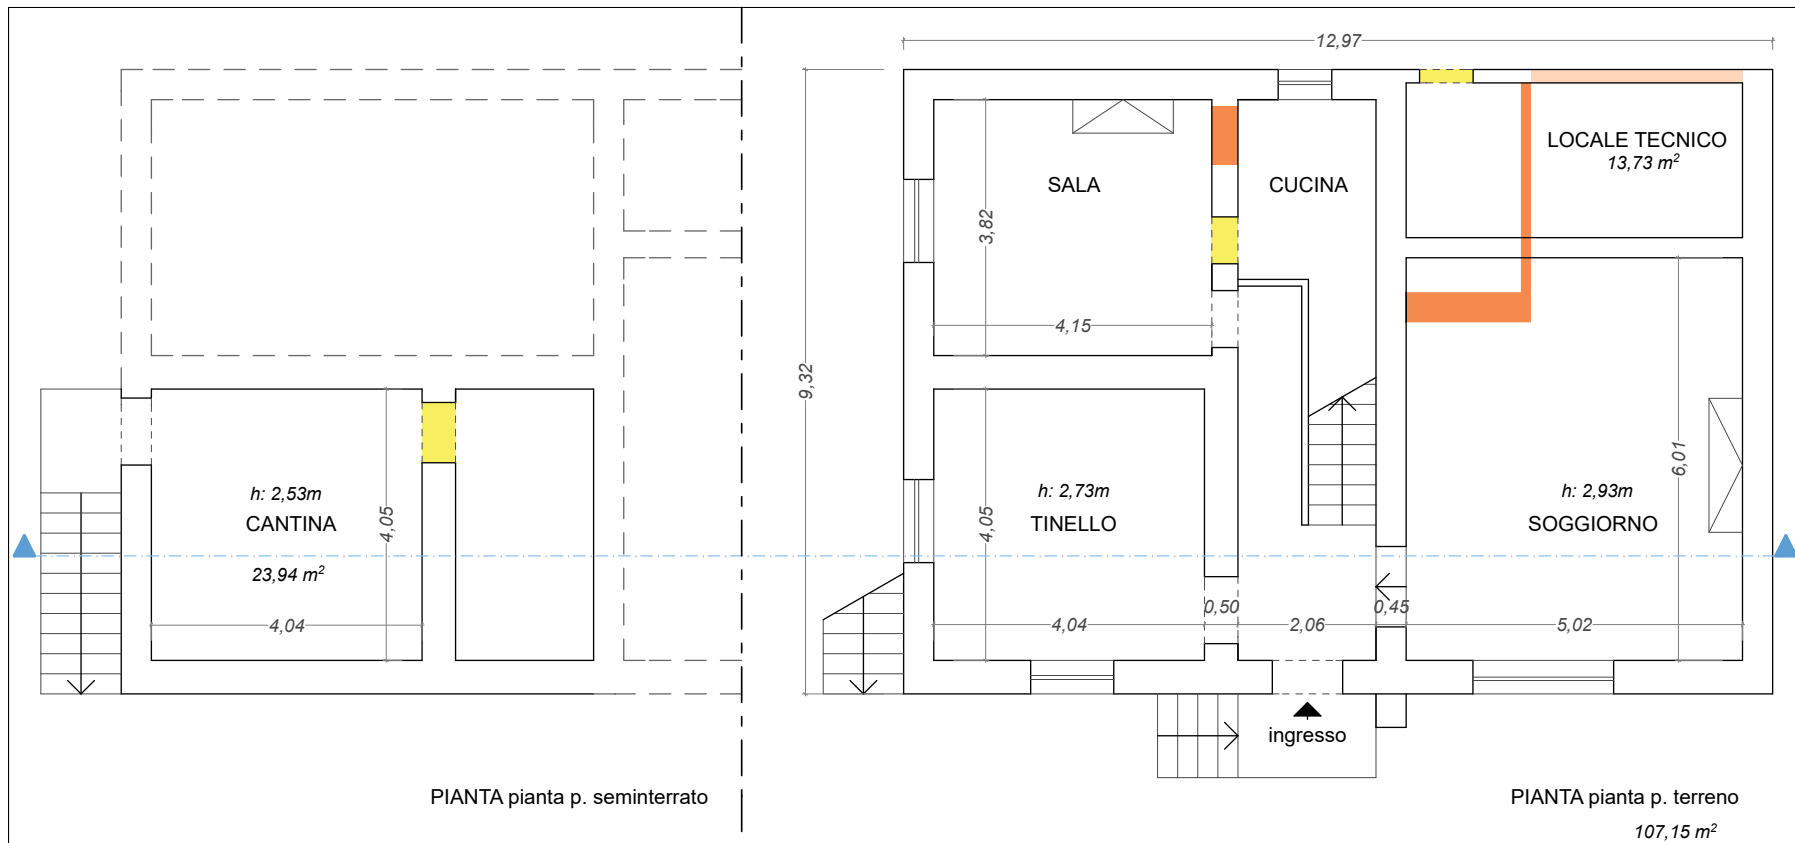 12,97
LOCALE TECNICO
13,73 m²
SALA
CUCINA
3,82
4,15
9,32
h: 2,53m
CANTINA
4,05
23,94 m²
4,04
h: 2,73m
TINELLO
4,05
4,04
0,50
2,06
0,45
5,02
6,01
h: 2,93m
SOGGIORNO
ingresso
PIANTA pianta p. seminterrato
PIANTA pianta p. terreno
107,15 m²